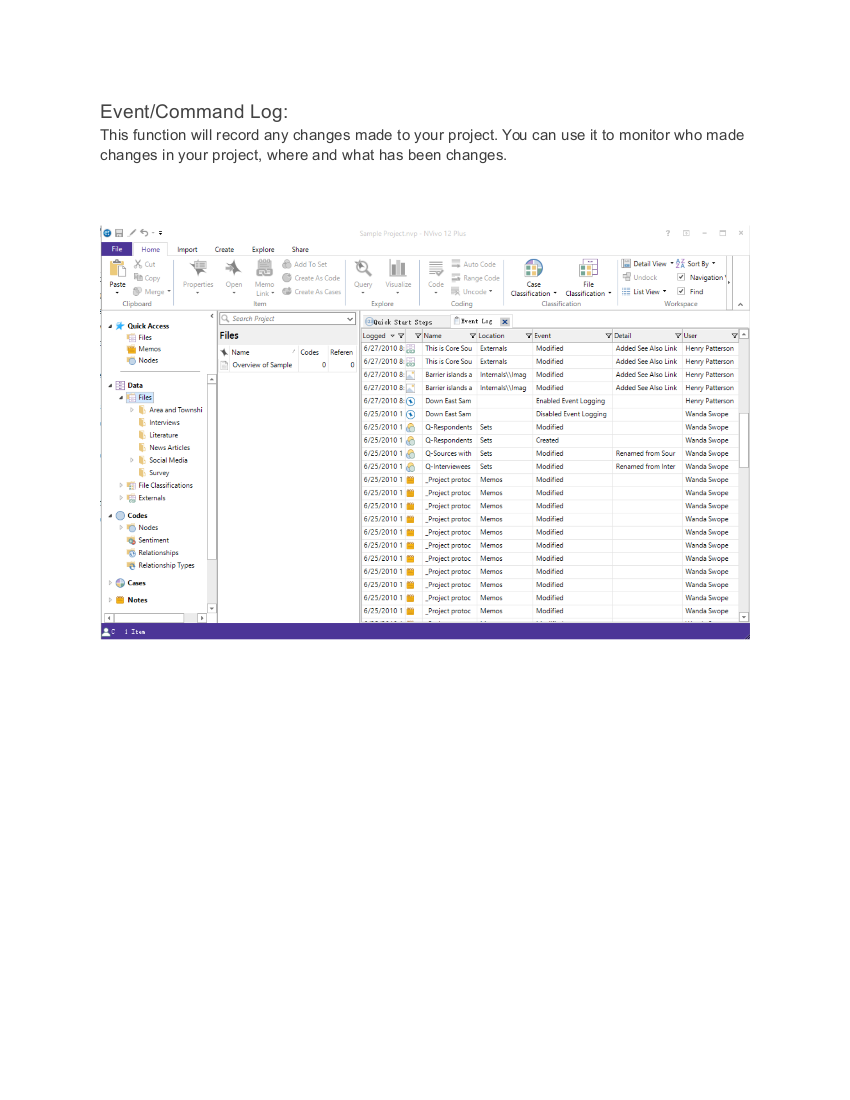 Event/Command Log:
This function will record any changes made to your project. You can use it to monitor who made
changes in your project, where and what has been changes.
Sample Project.nvp - NVivo 12 Plus
File Home Import Create Explore Share
Paste
Cut
Copy
Merge
Clipboard
Properties
Open
Memo
Link
Add To Set
Create As Code
Create As Cases
Item
Query
Visualize
Explore
Code
Auto Code
Range Code
Uncode
Coding
Case
Classification
File
Classification
Classification
Detail View
Sort By
Undock
Navigation
List View
Find
Workspace
Quick Access
Files
Memos
Nodes
Data
Files
Area and Townshi
Interviews
Literature
News Articles
Social Media
Survey
File Classifications
Externals
Codes
Nodes
Sentiment
Relationships
Relationship Types
Cases
Notes
Search Project
Files
Name Codes Referen
Overview of Sample 0 0
Quick Start Steps Event Log
Logged Name Location Event Detail User
6/27/2010 8: This is Core Sou Externals Modified Added See Also Link Henry Patterson
6/27/2010 8: This is Core Sou Externals Modified Added See Also Link Henry Patterson
6/27/2010 8: Barrier islands a Internals\\Imag Modified Added See Also Link Henry Patterson
6/27/2010 8: Barrier islands a Internals\\Imag Modified Added See Also Link Henry Patterson
6/27/2010 8: Down East Sam Enabled Event Logging Henry Patterson
6/25/2010 1 Down East Sam Disabled Event Logging Wanda Swope
6/25/2010 1 Q-Respondents Sets Modified Wanda Swope
6/25/2010 1 Q-Respondents Sets Created Wanda Swope
6/25/2010 1 Q-Sources with Sets Modified Renamed from Sour Wanda Swope
6/25/2010 1 Q-Interviewees Sets Modified Renamed from Inter Wanda Swope
6/25/2010 1 _Project protoc Memos Modified Wanda Swope
6/25/2010 1 _Project protoc Memos Modified Wanda Swope
6/25/2010 1 _Project protoc Memos Modified Wanda Swope
6/25/2010 1 _Project protoc Memos Modified Wanda Swope
6/25/2010 1 _Project protoc Memos Modified Wanda Swope
6/25/2010 1 _Project protoc Memos Modified Wanda Swope
6/25/2010 1 _Project protoc Memos Modified Wanda Swope
6/25/2010 1 _Project protoc Memos Modified Wanda Swope
6/25/2010 1 _Project protoc Memos Modified Wanda Swope
6/25/2010 1 _Project protoc Memos Modified Wanda Swope
6/25/2010 1 _Project protoc Memos Modified Wanda Swope
1 Item